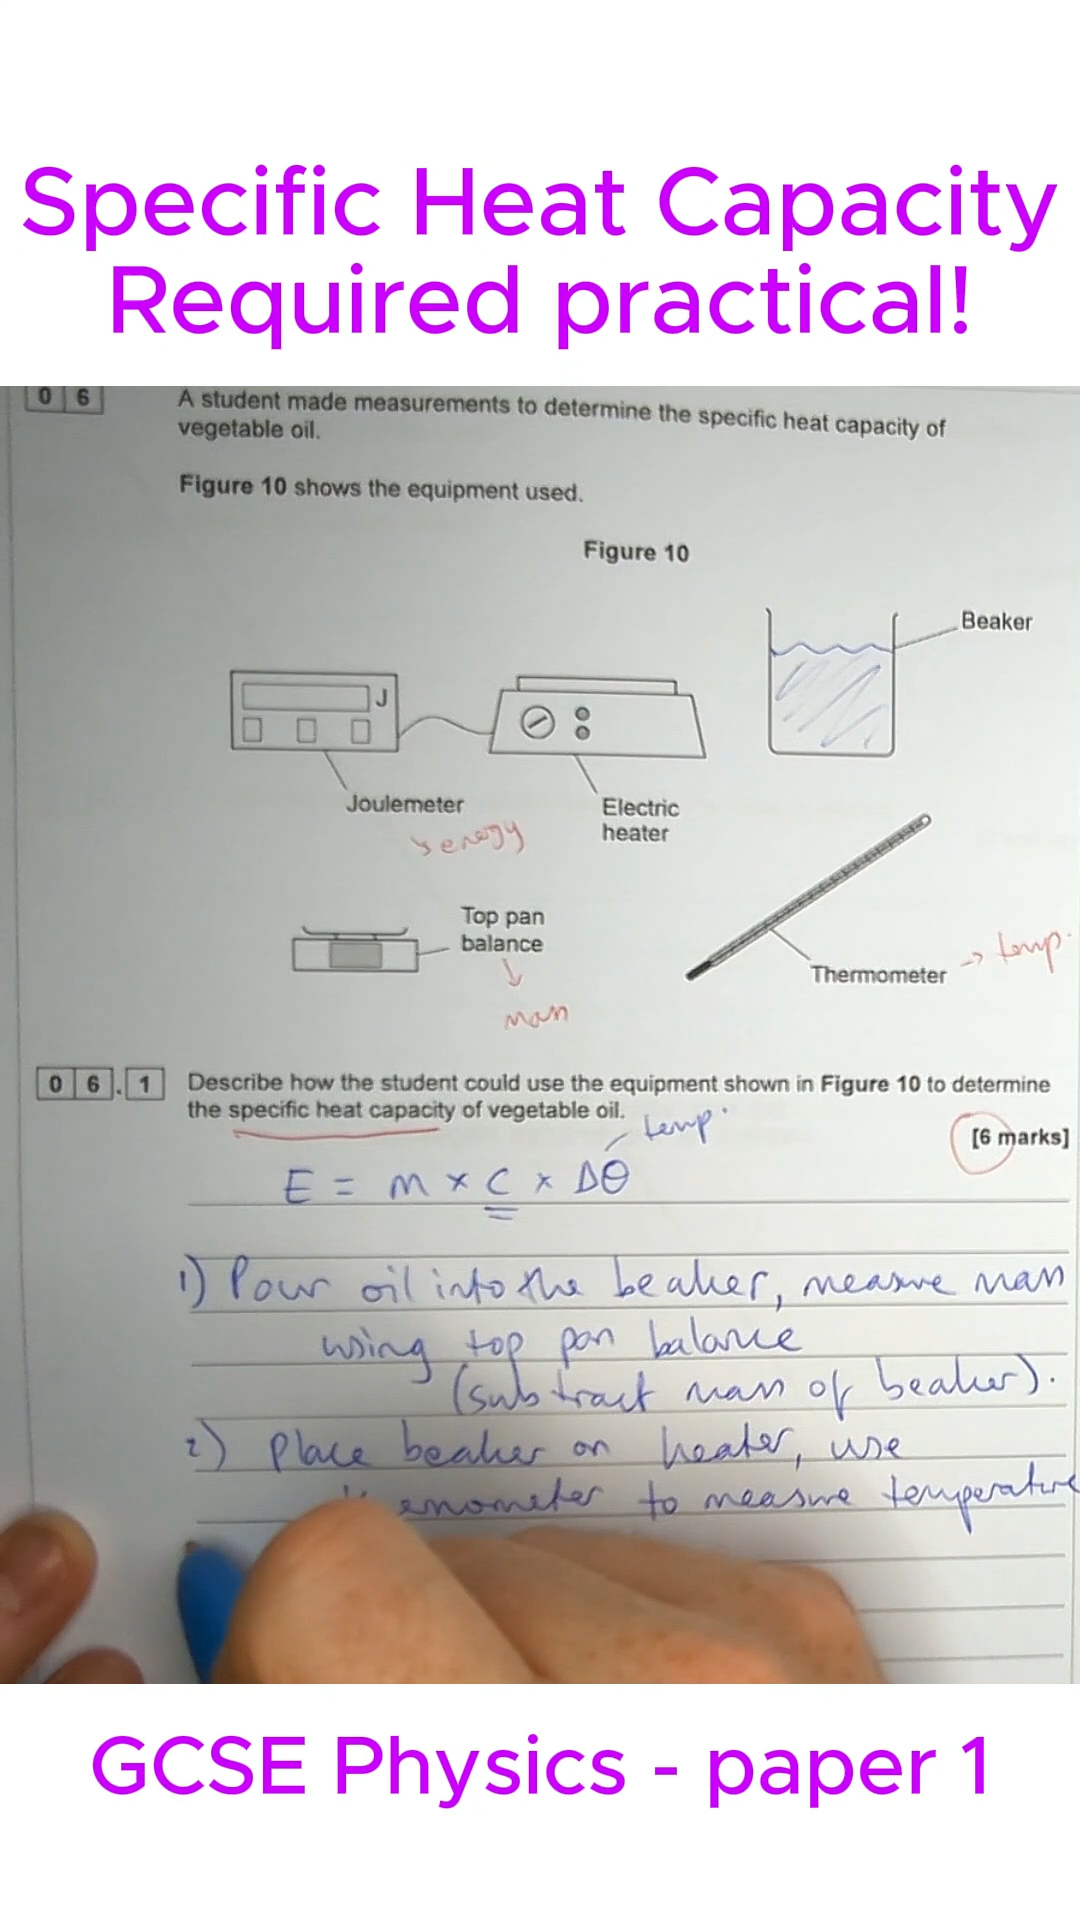 Specific Heat Capacity
Required practical!
0 6
A student made measurements to determine the specific heat capacity of
vegetable oil.
Figure 10 shows the equipment used.
Figure 10
Beaker
J
Joulemeter
energy
Electric
heater
Top pan
balance
mass
Thermometer
→ temp.
0 6 . 1
Describe how the student could use the equipment shown in Figure 10 to determine
the specific heat capacity of vegetable oil.
temp.
[6 marks]
E = m × c × Δθ
1) Pour oil into the beaker, measure mass
using top pan balance
(subtract mass of beaker).
2) Place beaker on heater, use
to measure temperature
GCSE Physics - paper 1